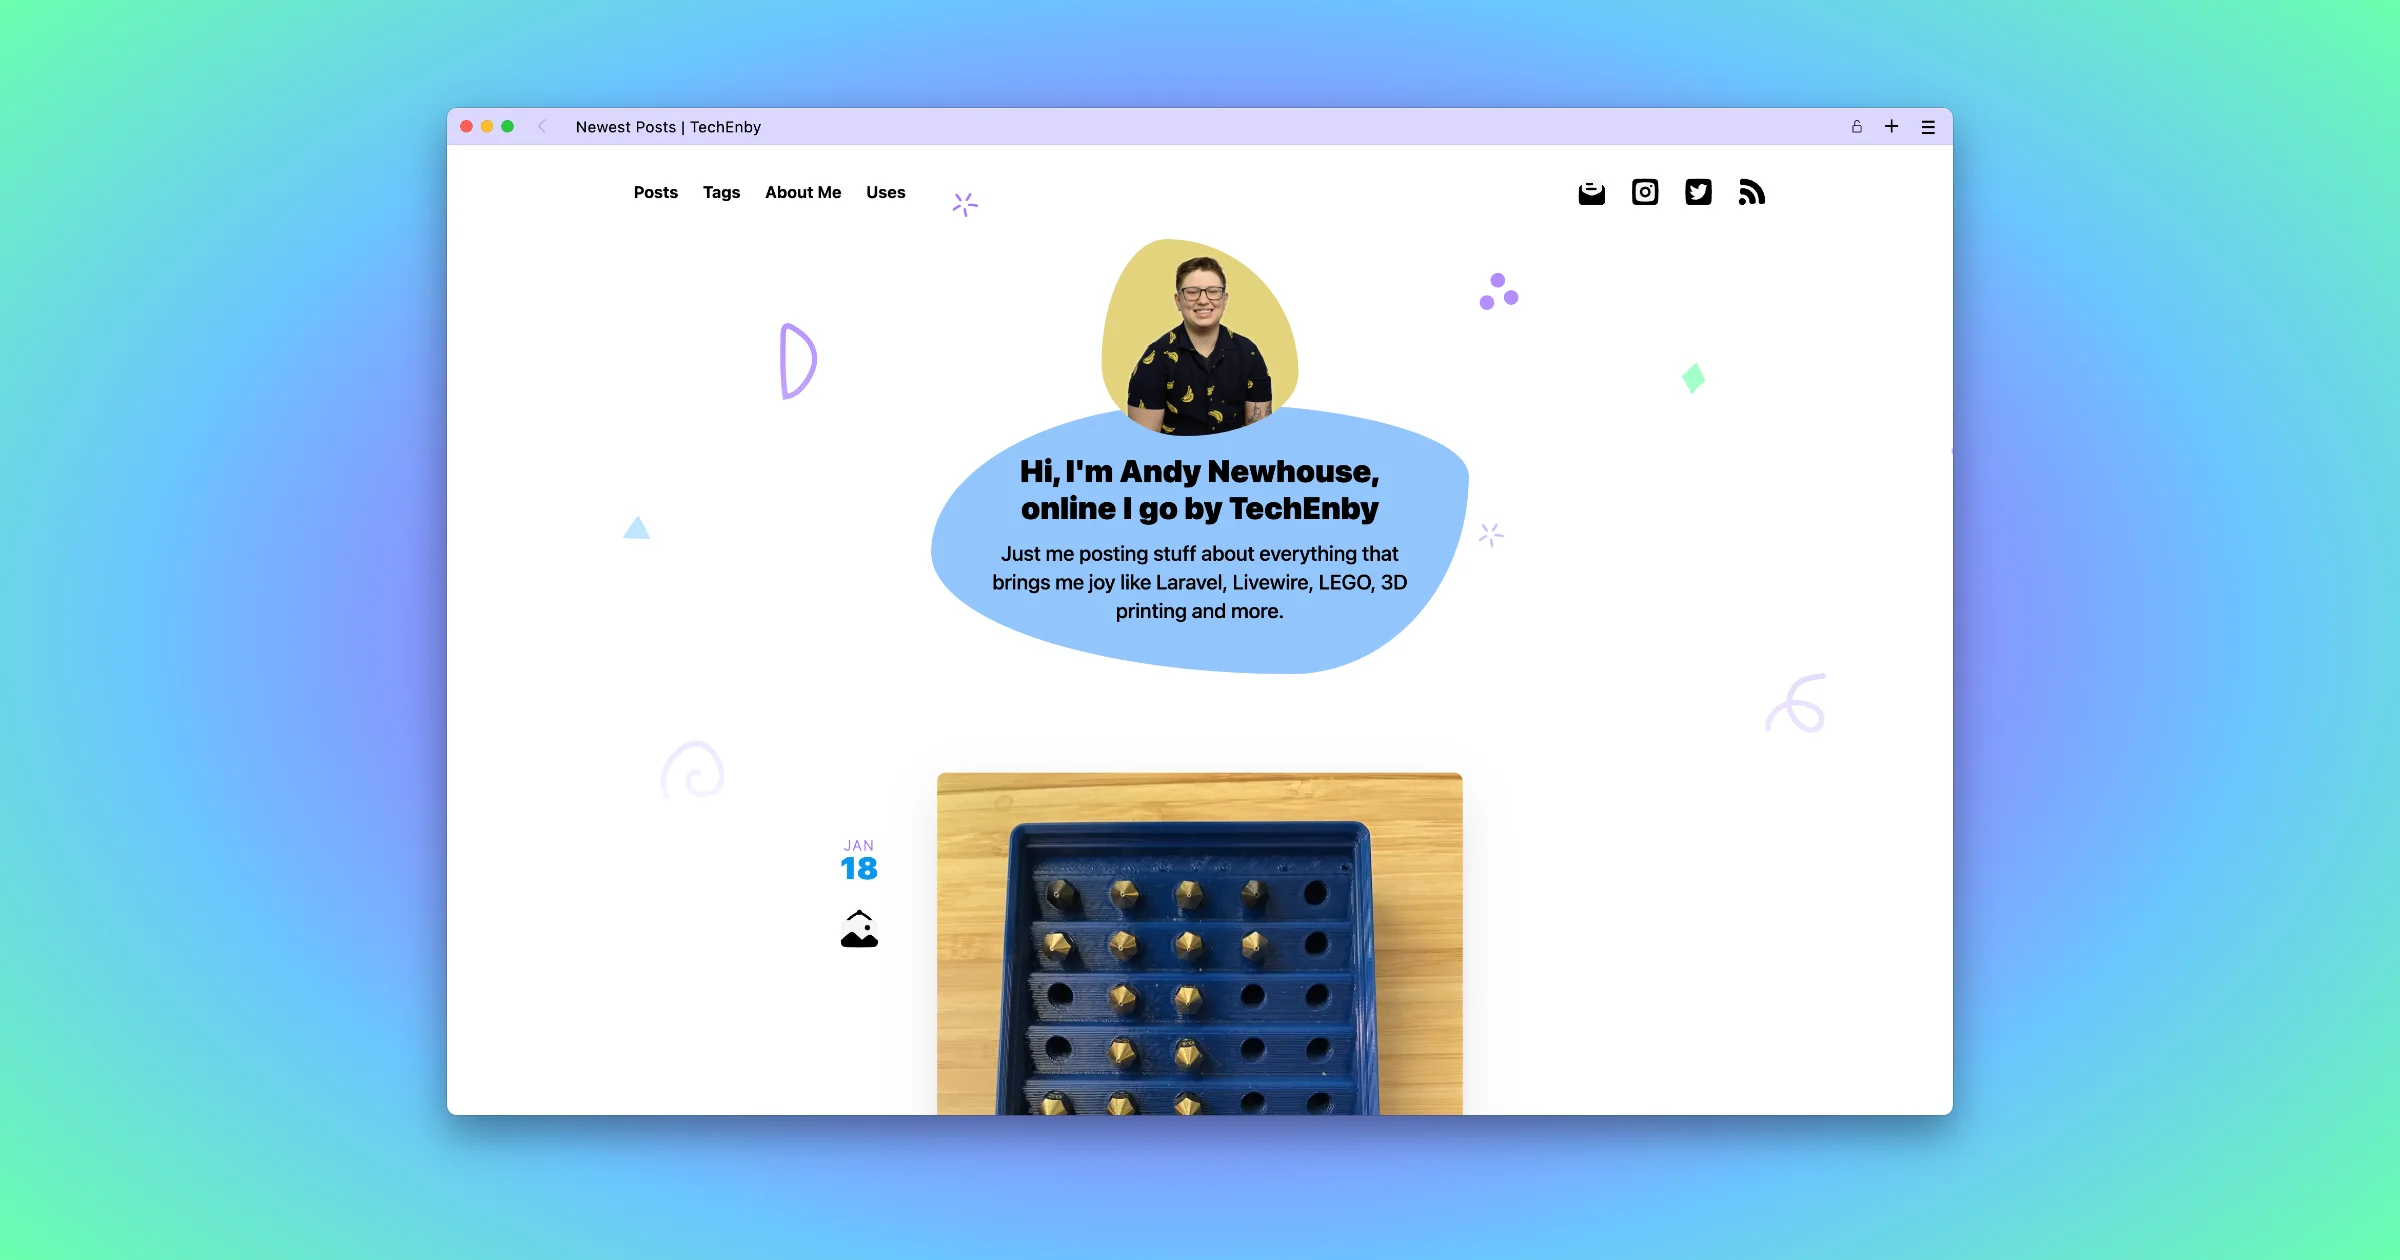 Newest Posts | TechEnby
Posts Tags About Me Uses
Hi, I'm Andy Newhouse,
online I go by TechEnby
Just me posting stuff about everything that
brings me joy like Laravel, Livewire, LEGO, 3D
printing and more.
JAN
18